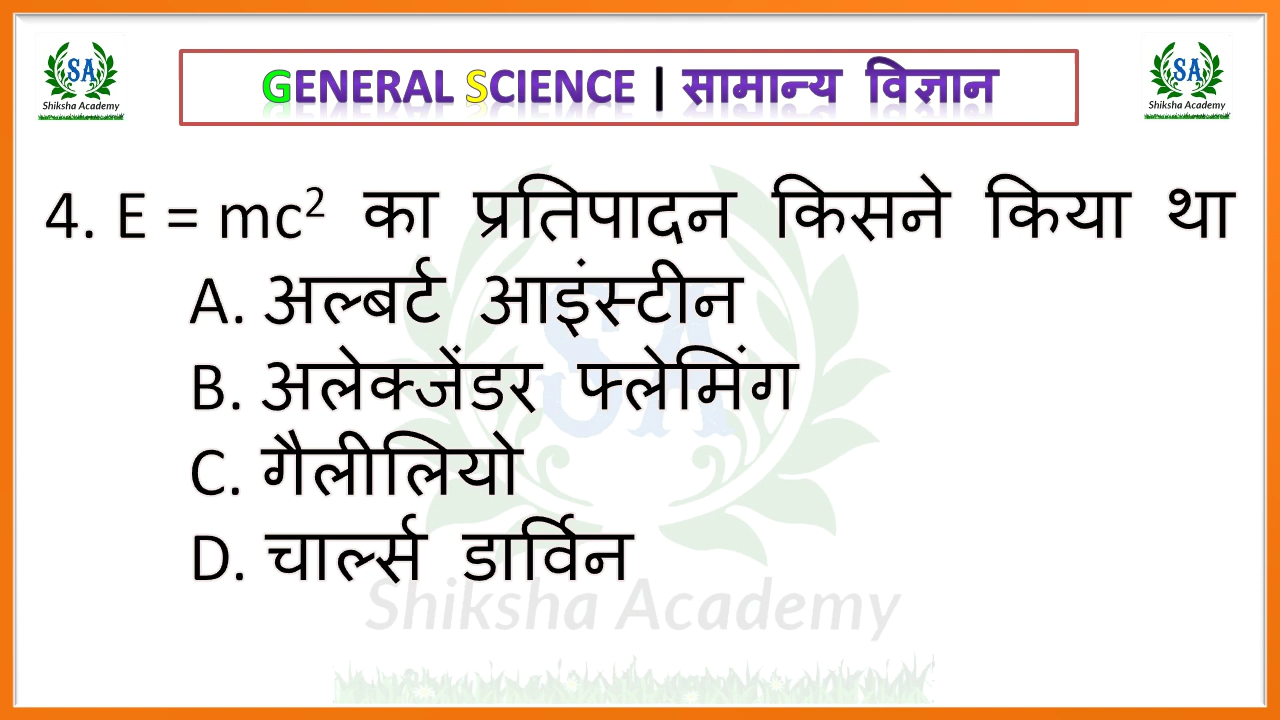 SA
Shiksha Academy
GENERAL SCIENCE | सामान्य विज्ञान
SA
Shiksha Academy
4. E = mc² का प्रतिपादन किसने किया था
A. अल्बर्ट आइंस्टीन
B. अलेक्जेंडर फ्लेमिंग
C. गैलीलियो
D. चार्ल्स डार्विन
SA
Shiksha Academy